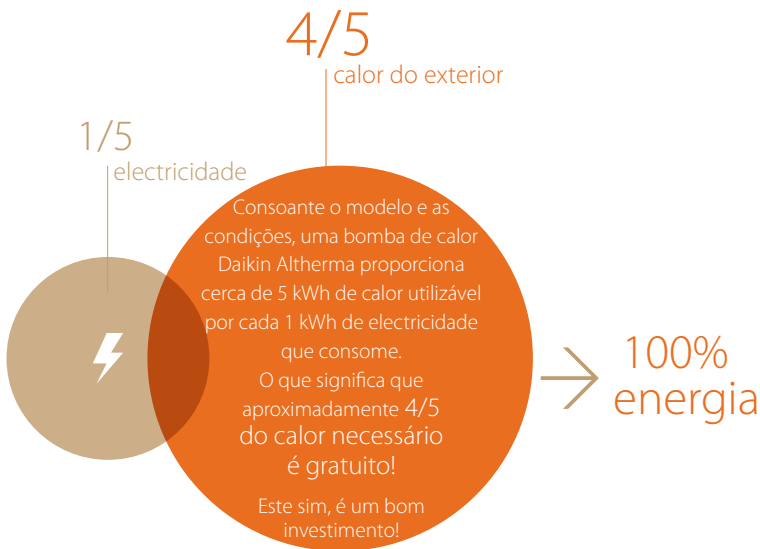 4/5
calor do exterior
1/5
electricidade
Consoante o modelo e as
condições, uma bomba de calor
Daikin Altherma proporciona
cerca de 5 kWh de calor utilizável
por cada 1 kWh de electricidade
que consome.
O que significa que
aproximadamente 4/5
do calor necessário
é gratuito!
Este sim, é um bom
investimento!
100%
energia